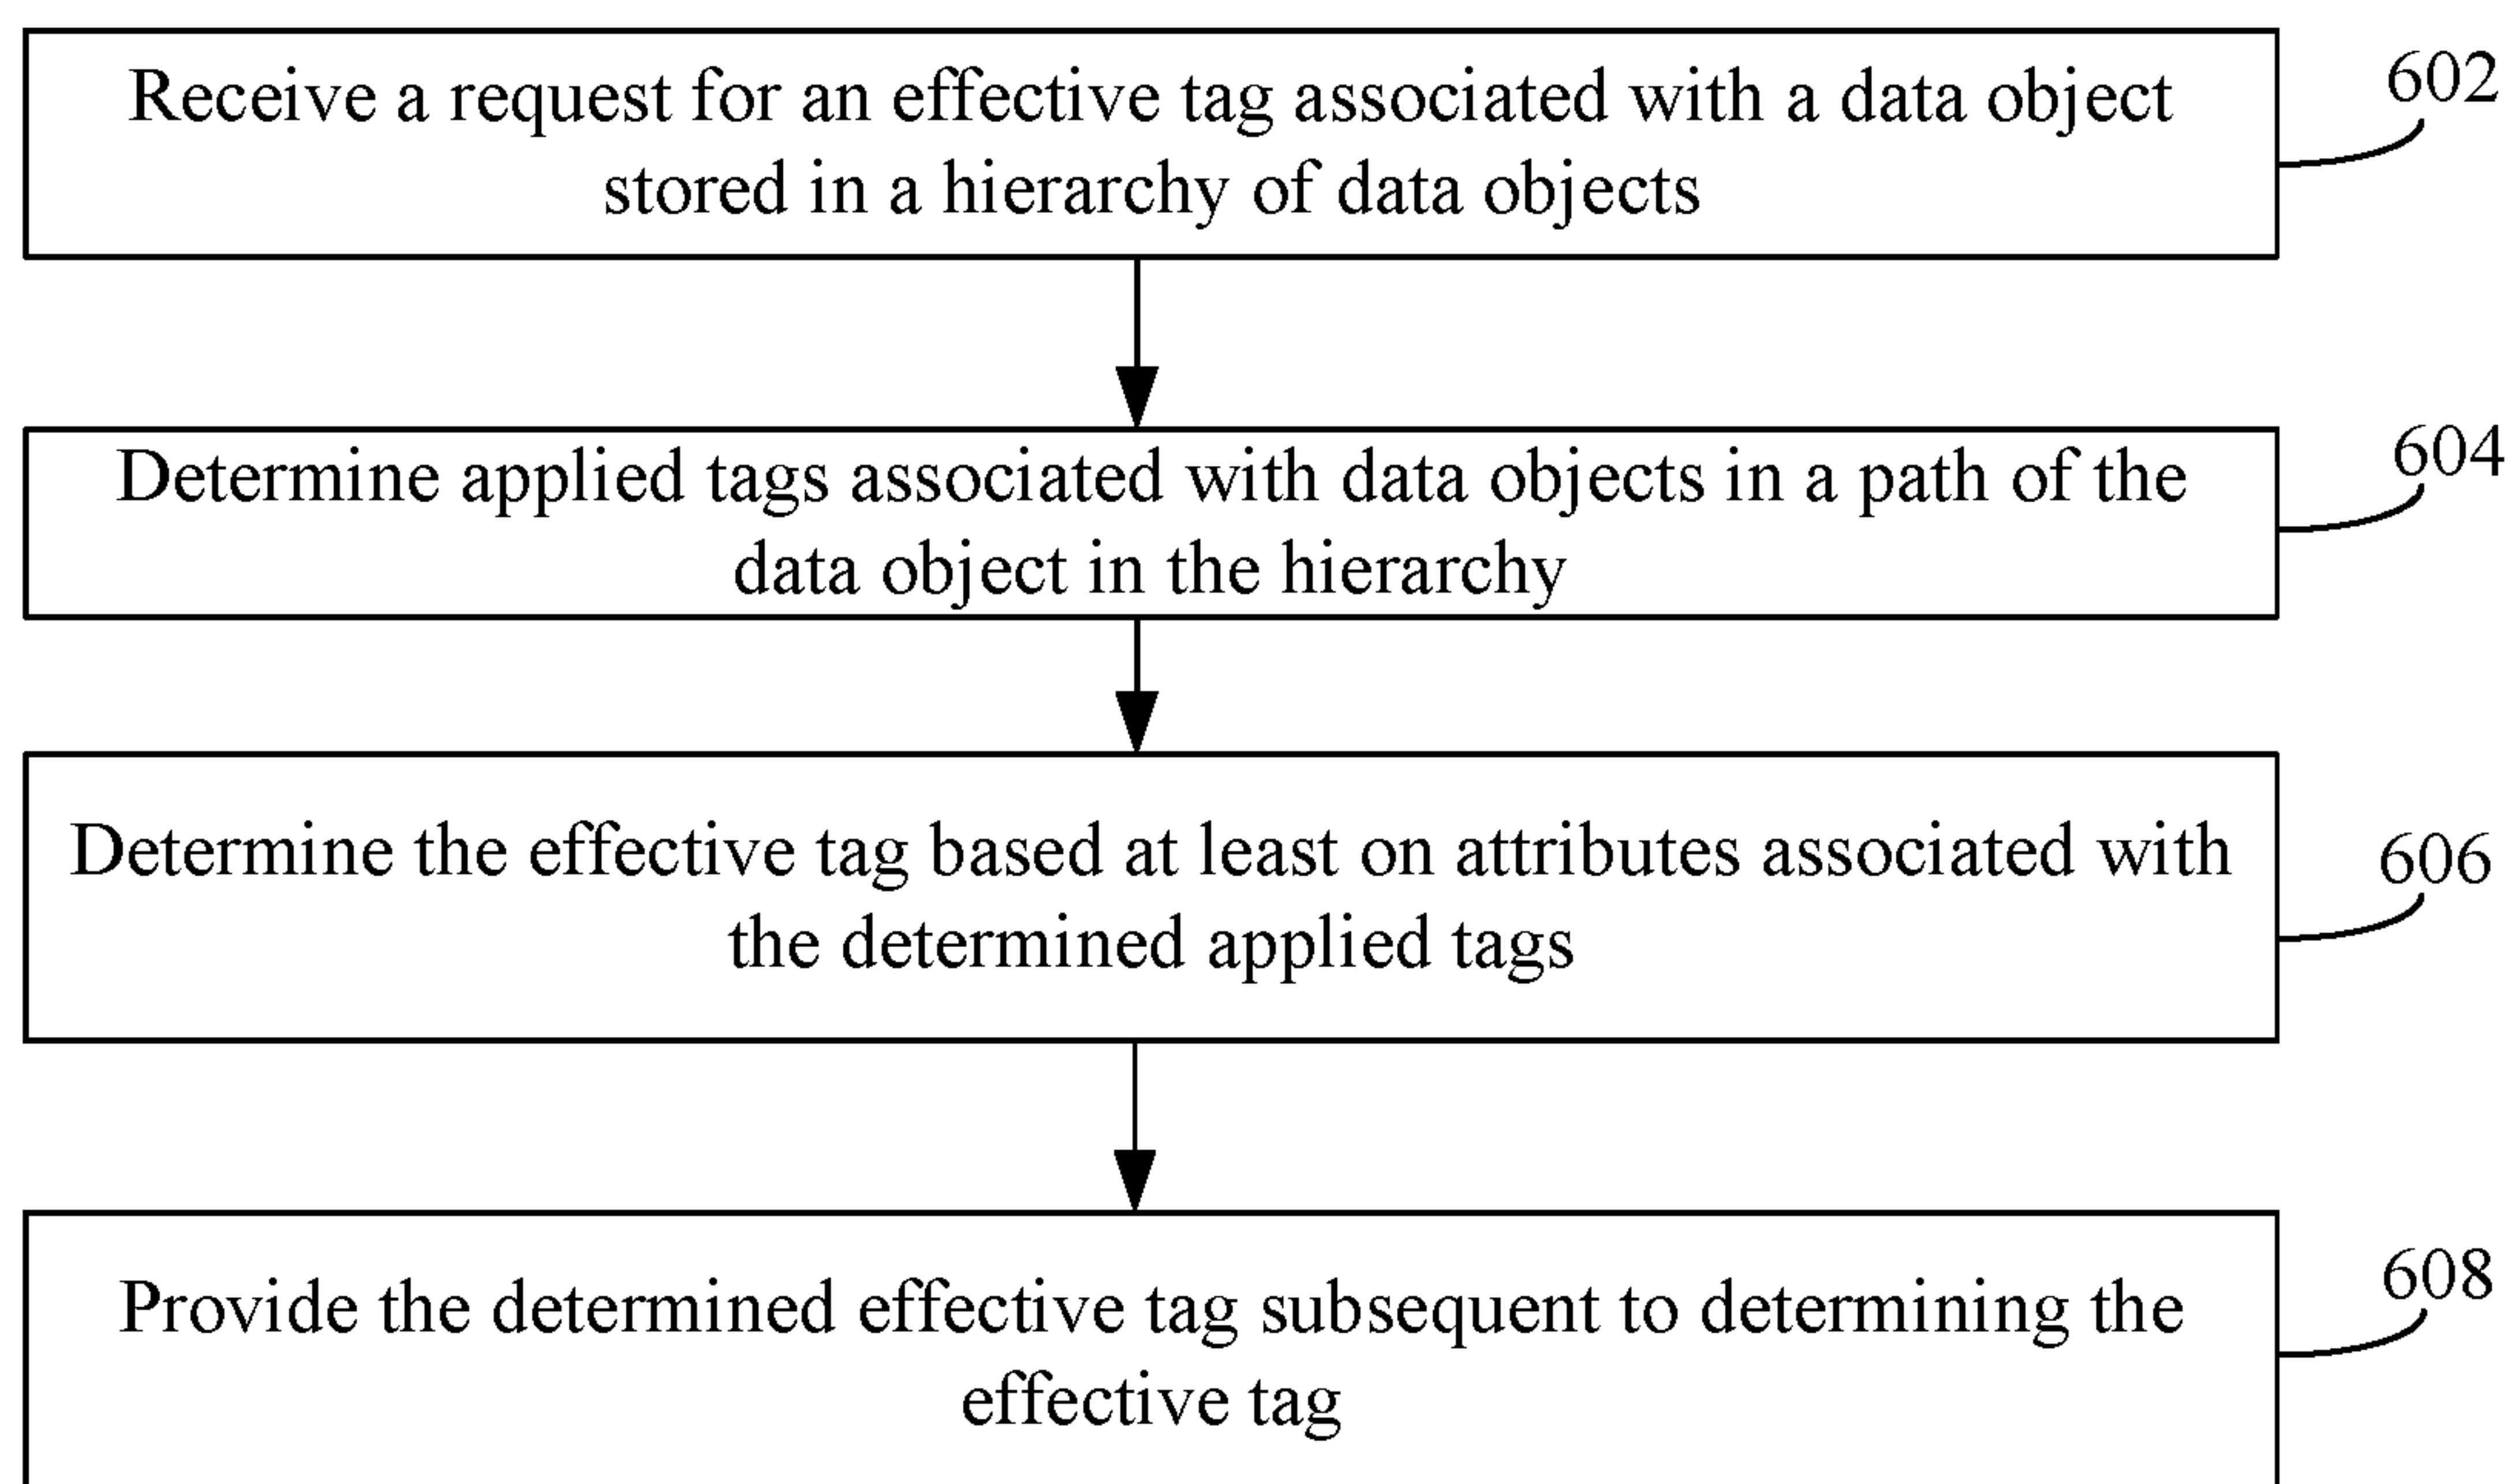 Receive a request for an effective tag associated with a data object
stored in a hierarchy of data objects
602
Determine applied tags associated with data objects in a path of the
data object in the hierarchy
604
Determine the effective tag based at least on attributes associated with
the determined applied tags
606
Provide the determined effective tag subsequent to determining the
effective tag
608